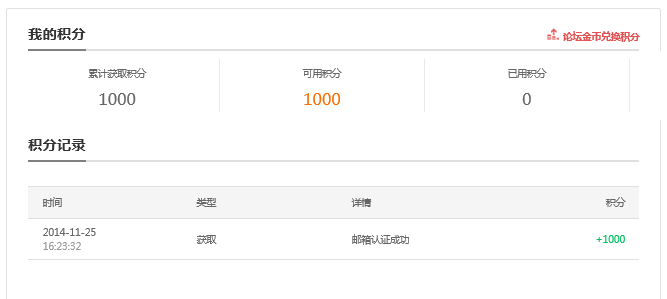 我的积分
论坛金币兑换积分
累计获取积分 可用积分 已用积分
1000 1000 0
积分记录
时间 类型 详情 积分
2014-11-25
16:23:32 获取 邮箱认证成功 +1000